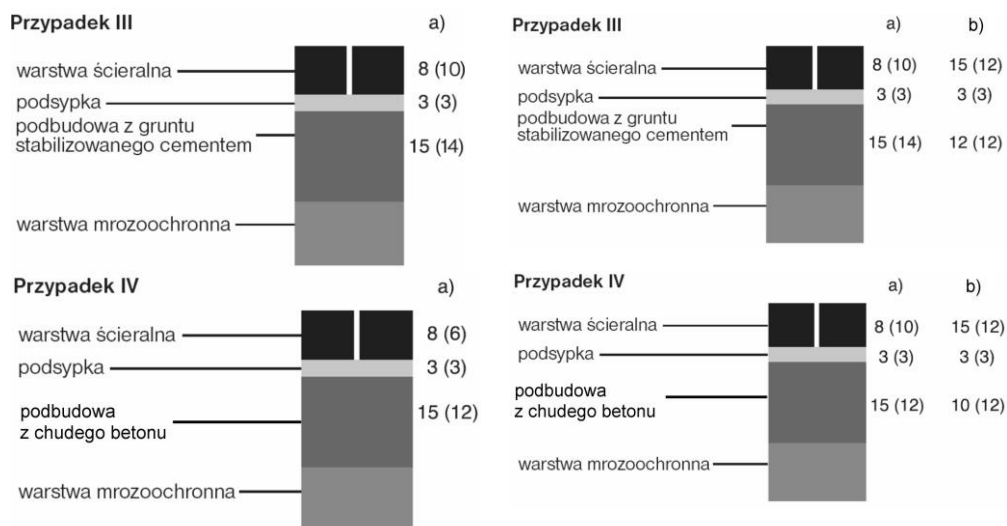 Przypadek III a)
warstwa ścieralna 8 (10)
podsypka 3 (3)
podbudowa z gruntu
stabilizowanego cementem 15 (14)
warstwa mrozoochronna
Przypadek III a) b)
warstwa ścieralna 8 (10) 15 (12)
podsypka 3 (3) 3 (3)
podbudowa z gruntu
stabilizowanego cementem 15 (14) 12 (12)
warstwa mrozoochronna
Przypadek IV a)
warstwa ścieralna 8 (6)
podsypka 3 (3)
podbudowa 15 (12)
z chudego betonu
warstwa mrozoochronna
Przypadek IV a) b)
warstwa ścieralna 8 (10) 15 (12)
podsypka 3 (3) 3 (3)
podbudowa
z chudego betonu 15 (12) 10 (12)
warstwa mrozoochronna